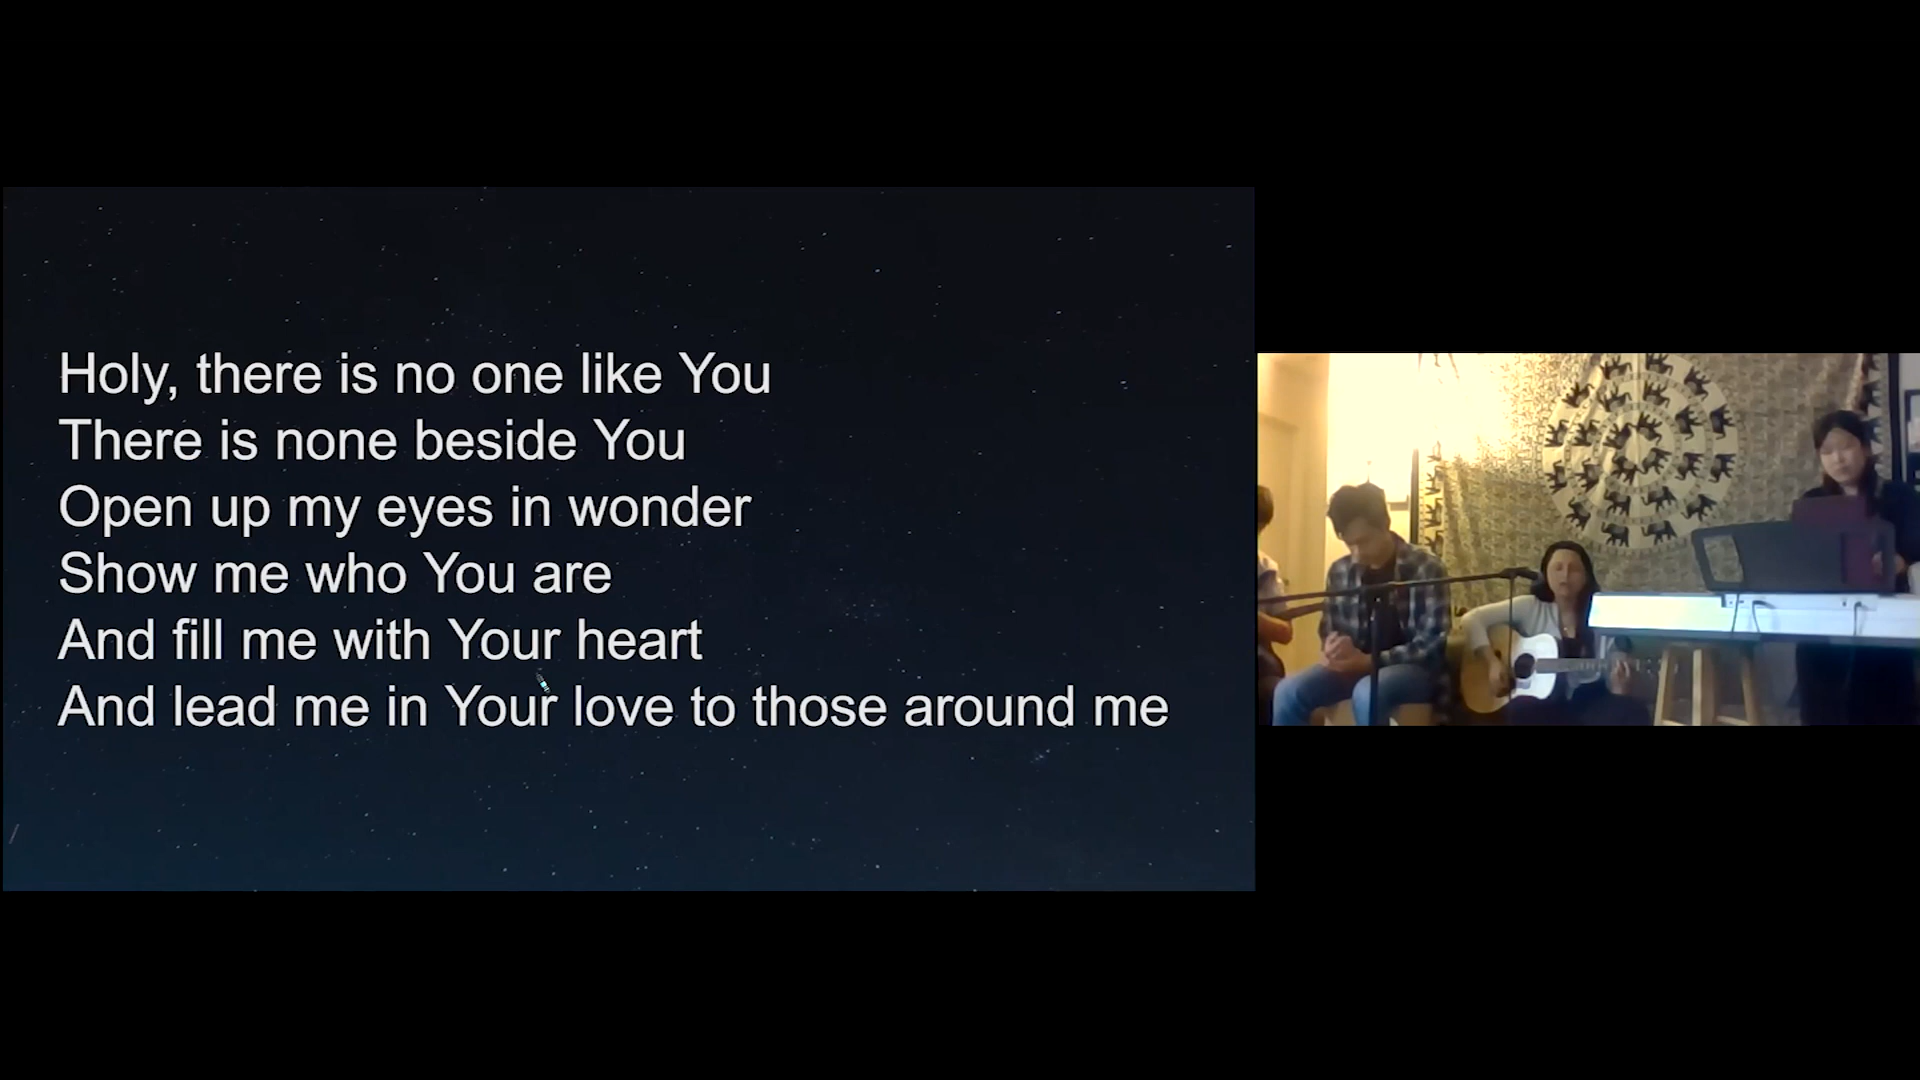 Holy, there is no one like You
There is none beside You
Open up my eyes in wonder
Show me who You are
And fill me with Your heart
And lead me in Your love to those around me